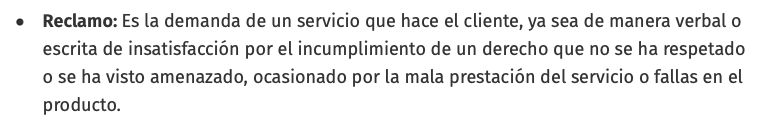 • Reclamo: Es la demanda de un servicio que hace el cliente, ya sea de manera verbal o
escrita de insatisfacción por el incumplimiento de un derecho que no se ha respetado
o se ha visto amenazado, ocasionado por la mala prestación del servicio o fallas en el
producto.